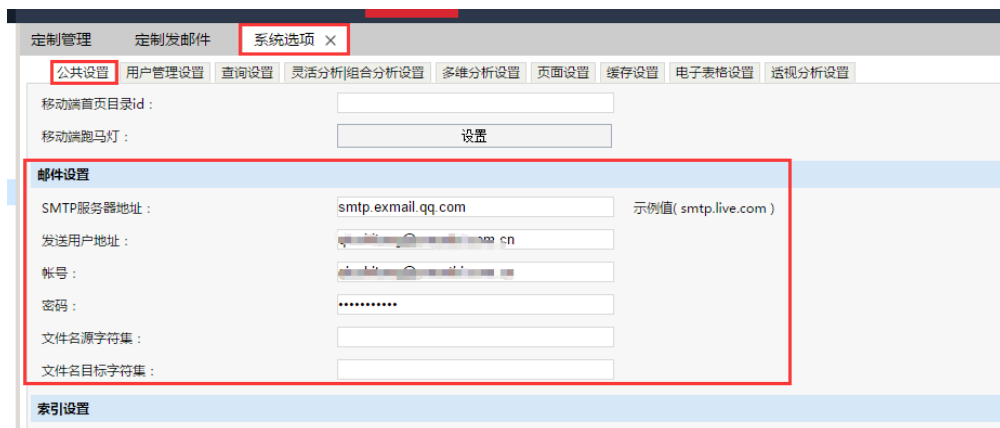 定制管理 定制发邮件 系统选项 ×
公共设置 用户管理设置 查询设置 灵活分析|组合分析设置 多维分析设置 页面设置 缓存设置 电子表格设置 透视分析设置
移动端首页目录id：
移动端跑马灯： 设置
邮件设置
SMTP服务器地址： smtp.exmail.qq.com 示例值( smtp.live.com )
发送用户地址：
帐号：
密码： •••••••••••
文件名源字符集：
文件名目标字符集：
索引设置